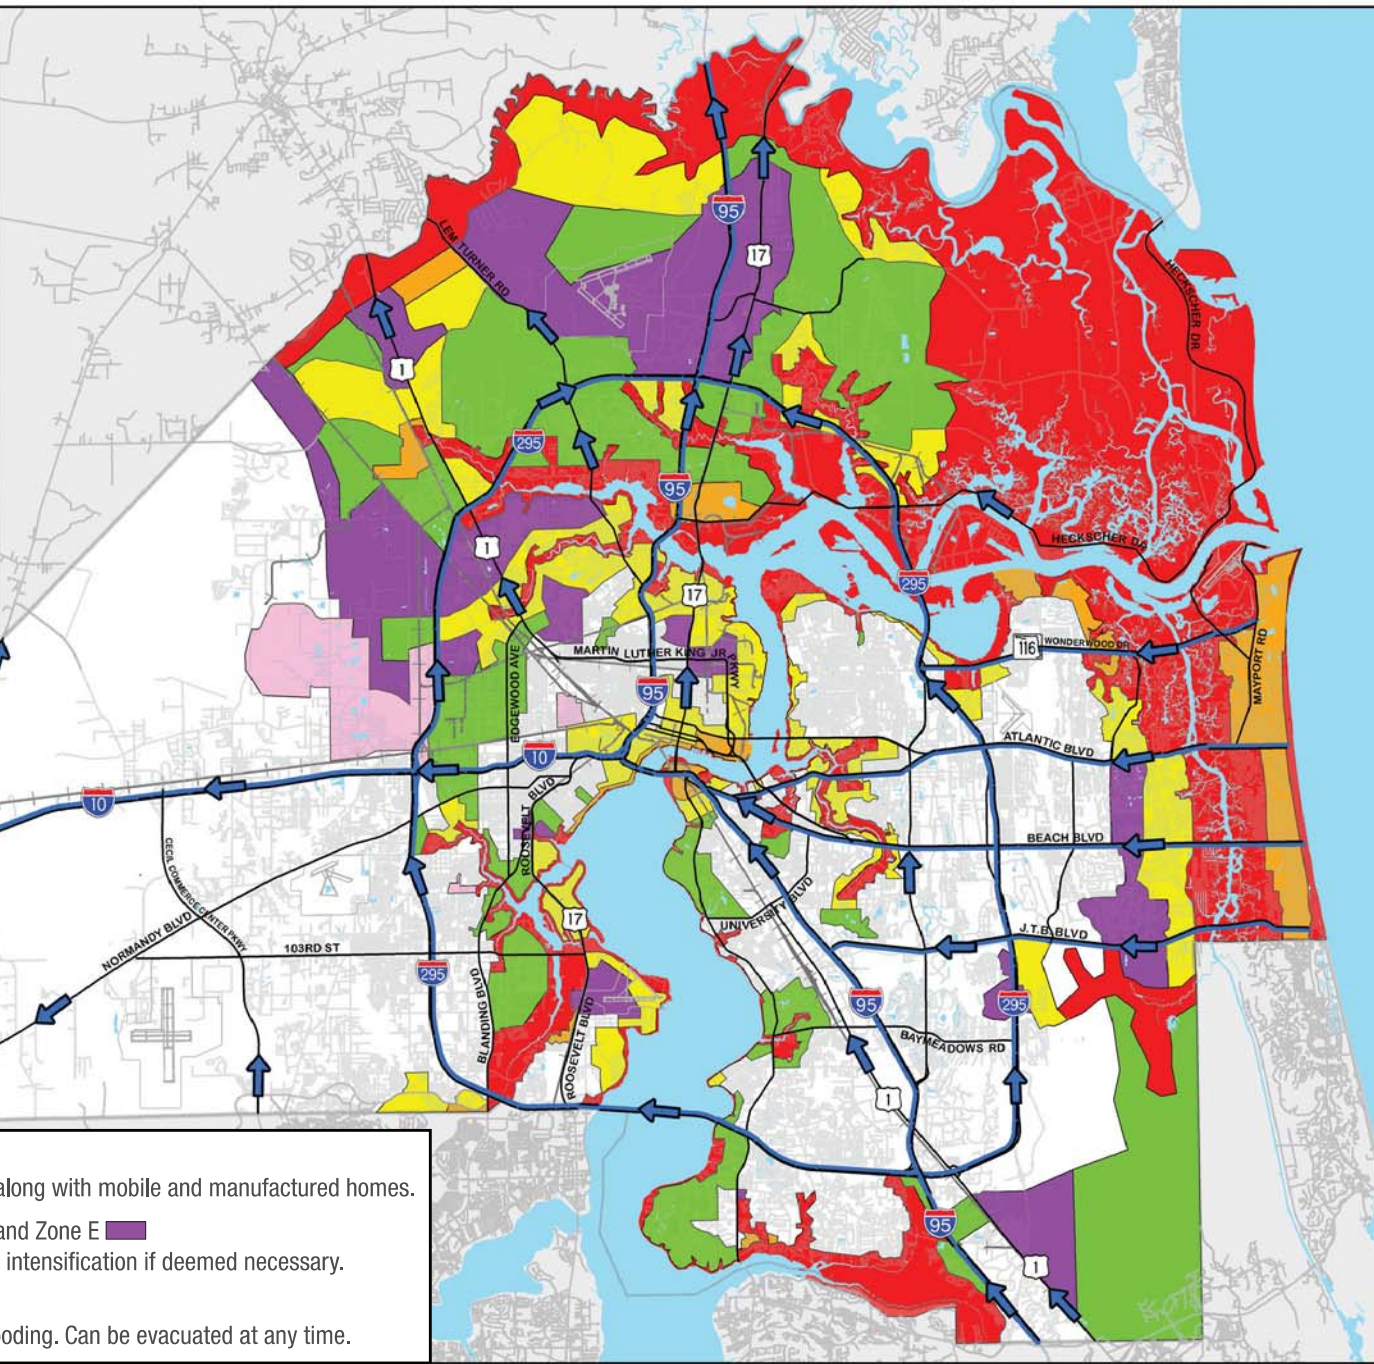 95
17
LEM TURNER RD
HECKSCHER DR
1
295
95
1
HECKSCHER DR
295
17
116
WONDERWOOD DR
MARTIN LUTHER KING JR PKWY
MAYPORT RD
EDGEWOOD AVE
95
ATLANTIC BLVD
10
10
ROOSEVELT BLVD
BEACH BLVD
CECIL COMMERCE CENTER PKWY
UNIVERSITY BLVD
NORMANDY BLVD
17
J.T.B. BLVD
103RD ST
295
BLANDING BLVD
95
295
ROOSEVELT BLVD
BAYMEADOWS RD
1
95
1
along with mobile and manufactured homes.
and Zone E
intensification if deemed necessary.
ooding. Can be evacuated at any time.